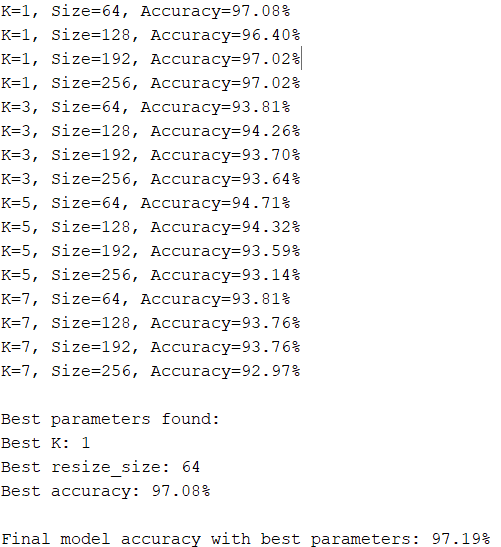 K=1, Size=64, Accuracy=97.08%
K=1, Size=128, Accuracy=96.40%
K=1, Size=192, Accuracy=97.02%
K=1, Size=256, Accuracy=97.02%
K=3, Size=64, Accuracy=93.81%
K=3, Size=128, Accuracy=94.26%
K=3, Size=192, Accuracy=93.70%
K=3, Size=256, Accuracy=93.64%
K=5, Size=64, Accuracy=94.71%
K=5, Size=128, Accuracy=94.32%
K=5, Size=192, Accuracy=93.59%
K=5, Size=256, Accuracy=93.14%
K=7, Size=64, Accuracy=93.81%
K=7, Size=128, Accuracy=93.76%
K=7, Size=192, Accuracy=93.76%
K=7, Size=256, Accuracy=92.97%
Best parameters found:
Best K: 1
Best resize_size: 64
Best accuracy: 97.08%
Final model accuracy with best parameters: 97.19%